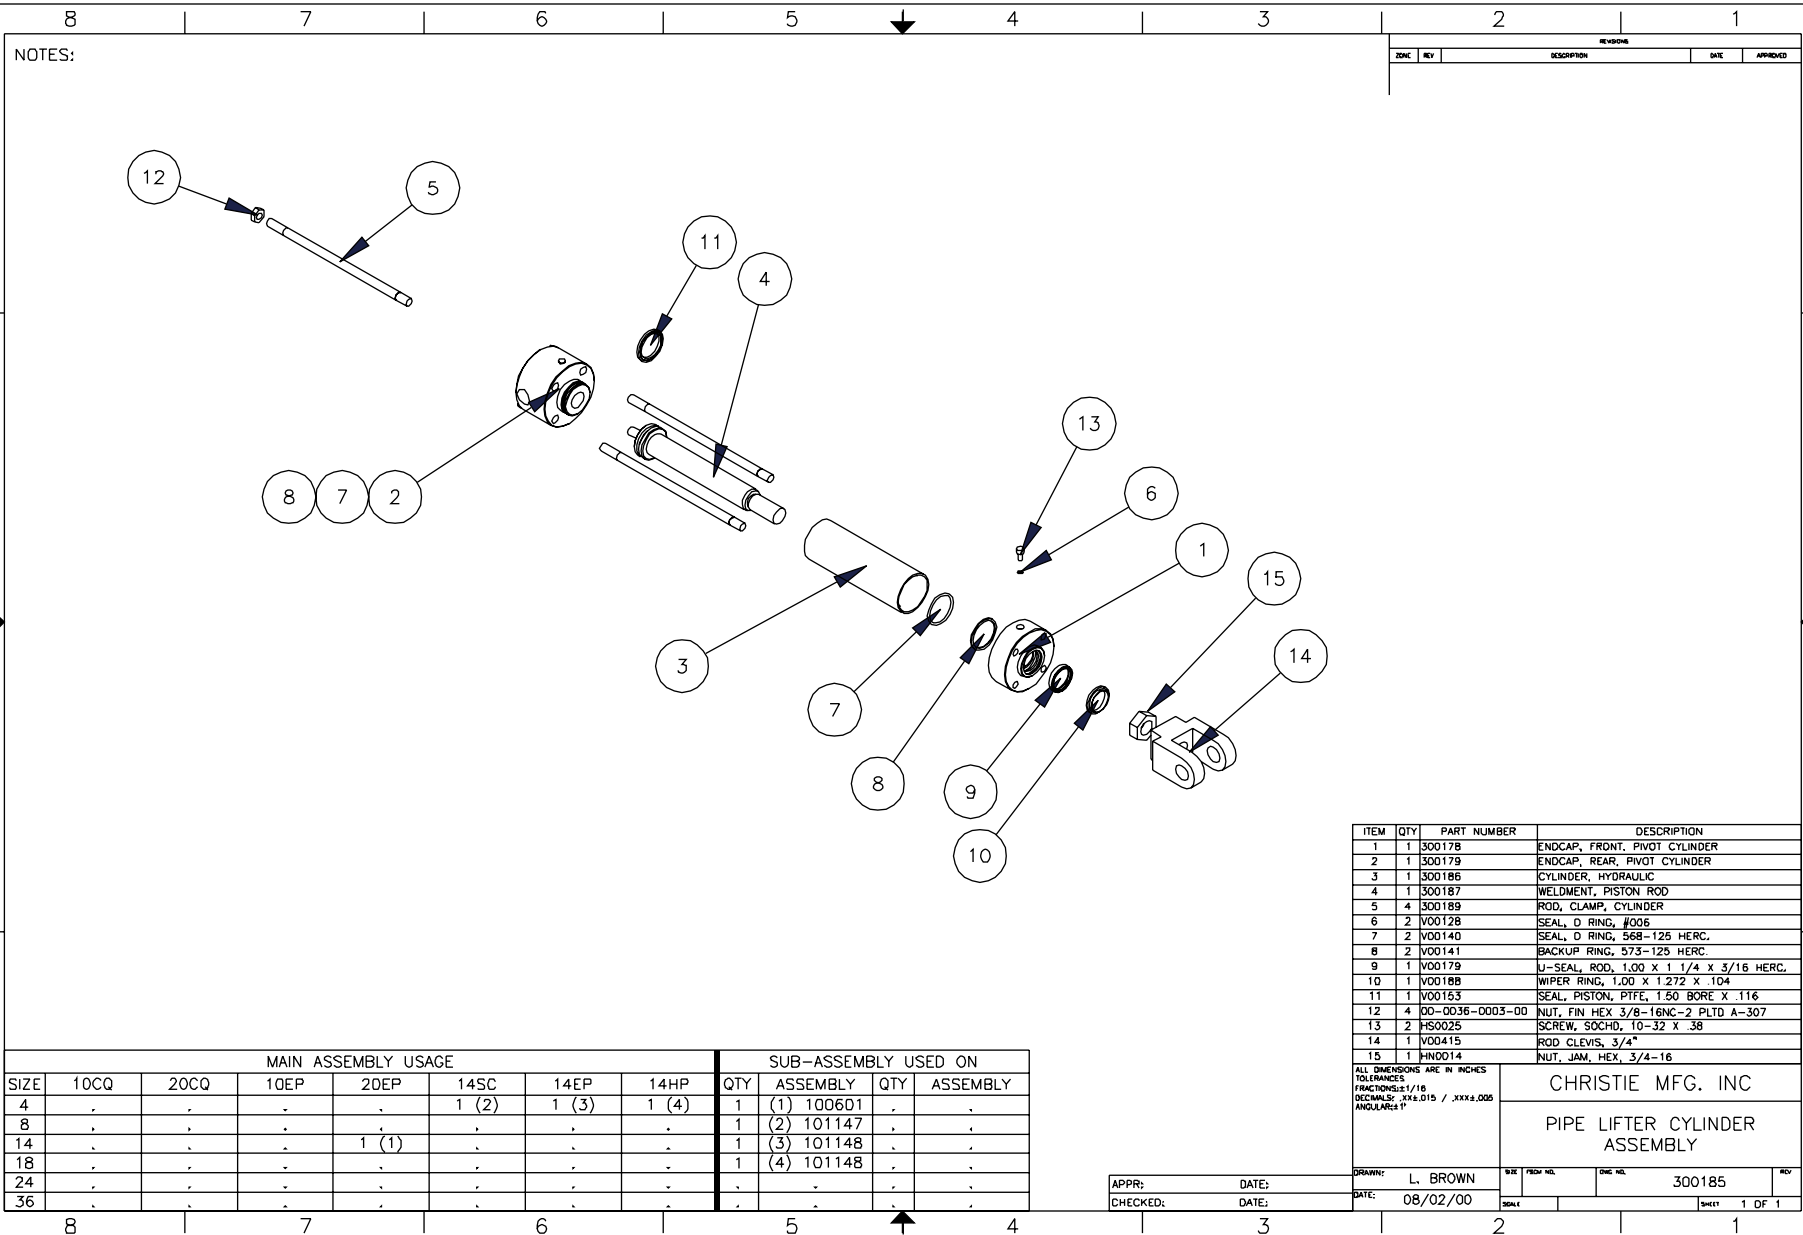 8 7 6 5 4 3 2 1
NOTES:
REVISIONS
ZONE REV DESCRIPTION DATE APPROVED
12
5
11
4
13
8 7 2
6
1
15
3
14
7
8
9
10
ITEM QTY PART NUMBER DESCRIPTION
1 1 300178 ENDCAP, FRONT, PIVOT CYLINDER
2 1 300179 ENDCAP, REAR, PIVOT CYLINDER
3 1 300186 CYLINDER, HYDRAULIC
4 1 300187 WELDMENT, PISTON ROD
5 4 300189 ROD, CLAMP, CYLINDER
6 2 V00128 SEAL, O RING, #006
7 2 V00140 SEAL, O RING, 568-125 HERC.
8 2 V00141 BACKUP RING, 573-125 HERC.
9 1 V00179 U-SEAL, ROD, 1.00 X 1 1/4 X 3/16 HERC.
10 1 V00188 WIPER RING, 1.00 X 1.272 X .104
11 1 V00153 SEAL, PISTON, PTFE, 1.50 BORE X .116
12 4 00-0036-0003-00 NUT, FIN HEX 3/8-16NC-2 PLTD A-307
13 2 HS0025 SCREW, SOCHD, 10-32 X .38
14 1 V00415 ROD CLEVIS, 3/4"
15 1 HN0014 NUT, JAM, HEX, 3/4-16
MAIN ASSEMBLY USAGE SUB-ASSEMBLY USED ON
SIZE 10CQ 20CQ 10EP 20EP 14SC 14EP 14HP QTY ASSEMBLY QTY ASSEMBLY
4 . . . . 1 (2) 1 (3) 1 (4) 1 (1) 100601 . .
8 . . . . . . . 1 (2) 101147 . .
14 . . . 1 (1) . . . 1 (3) 101148 . .
18 . . . . . . . 1 (4) 101148 . .
24 . . . . . . . . . . .
36 . . . . . . . . . . .
ALL DIMENSIONS ARE IN INCHES
TOLERANCES
FRACTIONS:±1/16
DECIMALS: .XX±.015 / .XXX±.005
ANGULAR:±1°
CHRISTIE MFG. INC
PIPE LIFTER CYLINDER
ASSEMBLY
DRAWN: L. BROWN
DATE: 08/02/00
SIZE FSCM NO. DWG NO. 300185 REV
SCALE SHEET 1 OF 1
APPR: DATE:
CHECKED: DATE:
8 7 6 5 4 3 2 1